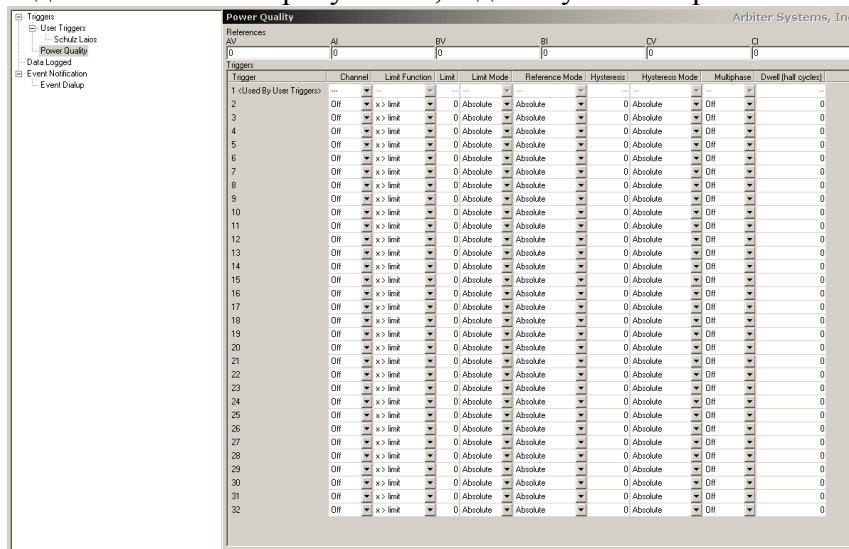 Triggers
User Triggers
Schulz Laios
Power Quality
Data Logged
Event Notification
Event Dialup
Power Quality Arbiter Systems, In
References
AV AI BV BI CV CI
0 0 0 0 0 0
Triggers
Trigger Channel Limit Function Limit Limit Mode Reference Mode Hysteresis Hysteresis Mode Multiphase Dwell (half cycles)
1 <Used By User Triggers> ... ... ... ... ... ... ... ... ...
2 Off x > limit 0 Absolute Absolute 0 Absolute Off 0
3 Off x > limit 0 Absolute Absolute 0 Absolute Off 0
4 Off x > limit 0 Absolute Absolute 0 Absolute Off 0
5 Off x > limit 0 Absolute Absolute 0 Absolute Off 0
6 Off x > limit 0 Absolute Absolute 0 Absolute Off 0
7 Off x > limit 0 Absolute Absolute 0 Absolute Off 0
8 Off x > limit 0 Absolute Absolute 0 Absolute Off 0
9 Off x > limit 0 Absolute Absolute 0 Absolute Off 0
10 Off x > limit 0 Absolute Absolute 0 Absolute Off 0
11 Off x > limit 0 Absolute Absolute 0 Absolute Off 0
12 Off x > limit 0 Absolute Absolute 0 Absolute Off 0
13 Off x > limit 0 Absolute Absolute 0 Absolute Off 0
14 Off x > limit 0 Absolute Absolute 0 Absolute Off 0
15 Off x > limit 0 Absolute Absolute 0 Absolute Off 0
16 Off x > limit 0 Absolute Absolute 0 Absolute Off 0
17 Off x > limit 0 Absolute Absolute 0 Absolute Off 0
18 Off x > limit 0 Absolute Absolute 0 Absolute Off 0
19 Off x > limit 0 Absolute Absolute 0 Absolute Off 0
20 Off x > limit 0 Absolute Absolute 0 Absolute Off 0
21 Off x > limit 0 Absolute Absolute 0 Absolute Off 0
22 Off x > limit 0 Absolute Absolute 0 Absolute Off 0
23 Off x > limit 0 Absolute Absolute 0 Absolute Off 0
24 Off x > limit 0 Absolute Absolute 0 Absolute Off 0
25 Off x > limit 0 Absolute Absolute 0 Absolute Off 0
26 Off x > limit 0 Absolute Absolute 0 Absolute Off 0
27 Off x > limit 0 Absolute Absolute 0 Absolute Off 0
28 Off x > limit 0 Absolute Absolute 0 Absolute Off 0
29 Off x > limit 0 Absolute Absolute 0 Absolute Off 0
30 Off x > limit 0 Absolute Absolute 0 Absolute Off 0
31 Off x > limit 0 Absolute Absolute 0 Absolute Off 0
32 Off x > limit 0 Absolute Absolute 0 Absolute Off 0